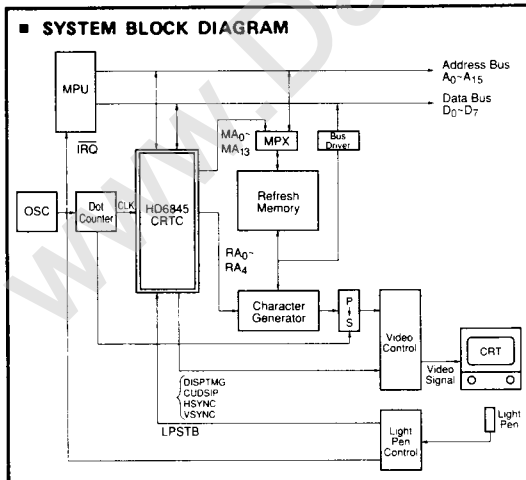 ■ SYSTEM BLOCK DIAGRAM
MPU
Address Bus
A₀~A₁₅
Data Bus
D₀~D₇
IRQ
MA₀~
MA₁₃
MPX
Bus
Driver
OSC
Dot
Counter
CLK
HD6845
CRTC
Refresh
Memory
RA₀~
RA₄
Character
Generator
P
↓
S
Video
Control
CRT
Video
Signal
DISPTMG
CUDSIP
HSYNC
VSYNC
LPSTB
Light
Pen
Control
Light
Pen